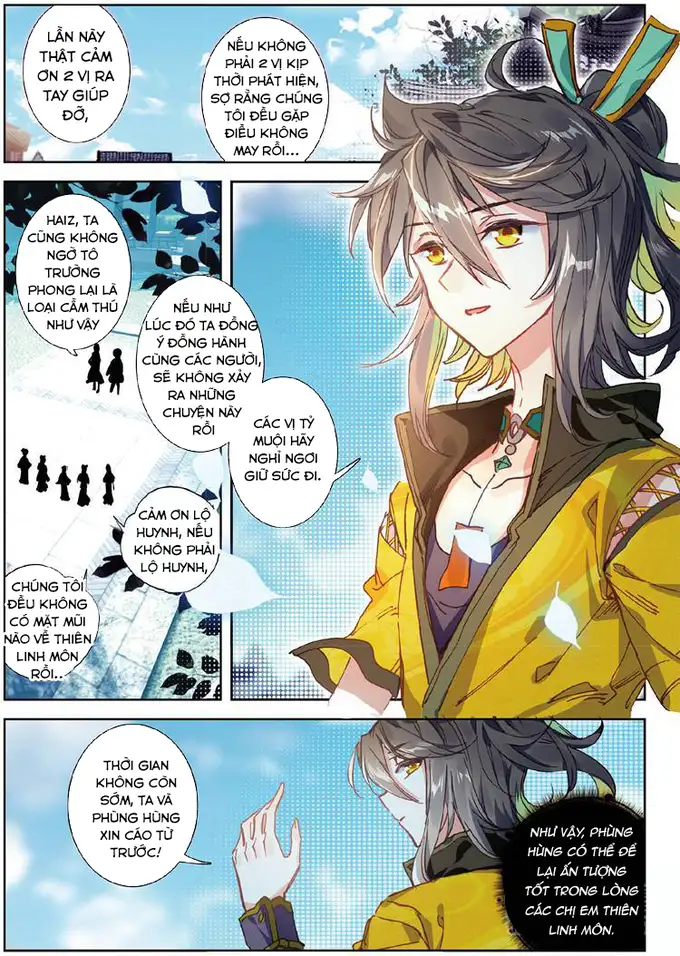 LẦN NÀY
THẬT CẢM
ƠN 2 VỊ RA
TAY GIÚP
ĐỠ,
NẾU KHÔNG
PHẢI 2 VỊ KỊP
THỜI PHÁT HIỆN,
SỢ RẰNG CHÚNG
TÔI ĐỀU GẶP
ĐIỀU KHÔNG
MAY RỒI...
HAIZ, TA
CŨNG KHÔNG
NGỜ TÔ
TRƯỜNG
PHONG LẠI LÀ
LOẠI CẦM THÚ
NHƯ VẬY
NẾU NHƯ
LÚC ĐÓ TA ĐỒNG
Ý ĐỒNG HÀNH
CÙNG CÁC NGƯỜI,
SẼ KHÔNG XẢY
RA NHỮNG
CHUYỆN NÀY
RỒI
CÁC VỊ TỶ
MUỘI HÃY
NGHỈ NGƠI
GIỮ SỨC ĐI.
CẢM ƠN LỘ
HUYNH, NẾU
KHÔNG PHẢI
LỘ HUYNH,
CHÚNG TÔI
ĐỀU KHÔNG
CÓ MẶT MŨI
NÀO VỀ THIÊN
LINH MÔN
RỒI..
THỜI GIAN
KHÔNG CÒN
SỚM, TA VÀ
PHÙNG HÙNG
XIN CÁO TỪ
TRƯỚC!
NHƯ VẬY, PHÙNG
HÙNG CÓ THỂ ĐỂ
LẠI ẤN TƯỢNG
TỐT TRONG LÒNG
CÁC CHỊ EM THIÊN
LINH MÔN.